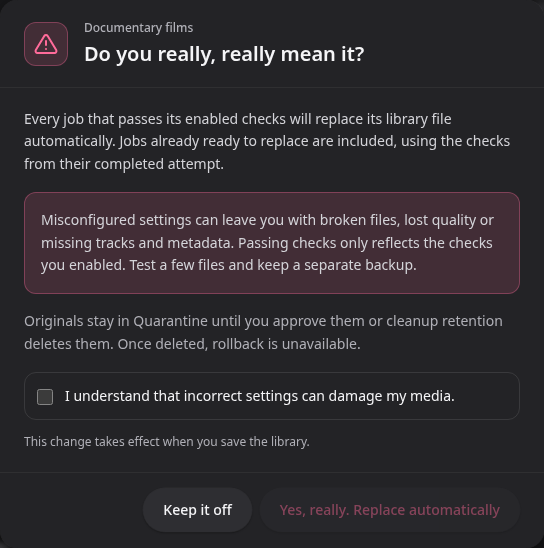 Documentary films
Do you really, really mean it?
Every job that passes its enabled checks will replace its library file
automatically. Jobs already ready to replace are included, using the checks
from their completed attempt.
Misconfigured settings can leave you with broken files, lost quality or
missing tracks and metadata. Passing checks only reflects the checks
you enabled. Test a few files and keep a separate backup.
Originals stay in Quarantine until you approve them or cleanup retention
deletes them. Once deleted, rollback is unavailable.
I understand that incorrect settings can damage my media.
This change takes effect when you save the library.
Keep it off
Yes, really. Replace automatically